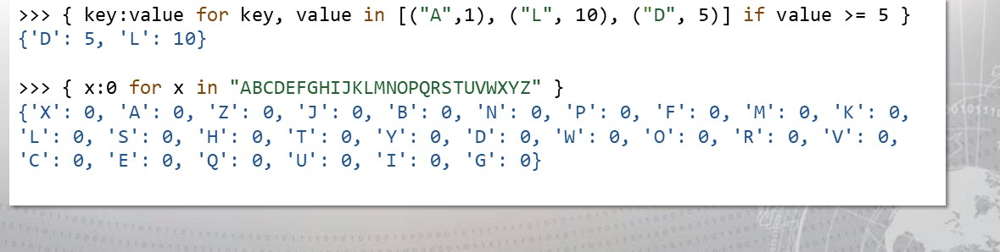 >>> { key:value for key, value in [("A",1), ("L", 10), ("D", 5)] if value >= 5 }
{'D': 5, 'L': 10}
>>> { x:0 for x in "ABCDEFGHIJKLMNOPQRSTUVWXYZ" }
{'X': 0, 'A': 0, 'Z': 0, 'J': 0, 'B': 0, 'N': 0, 'P': 0, 'F': 0, 'M': 0, 'K': 0,
'L': 0, 'S': 0, 'H': 0, 'T': 0, 'Y': 0, 'D': 0, 'W': 0, 'O': 0, 'R': 0, 'V': 0,
'C': 0, 'E': 0, 'Q': 0, 'U': 0, 'I': 0, 'G': 0}